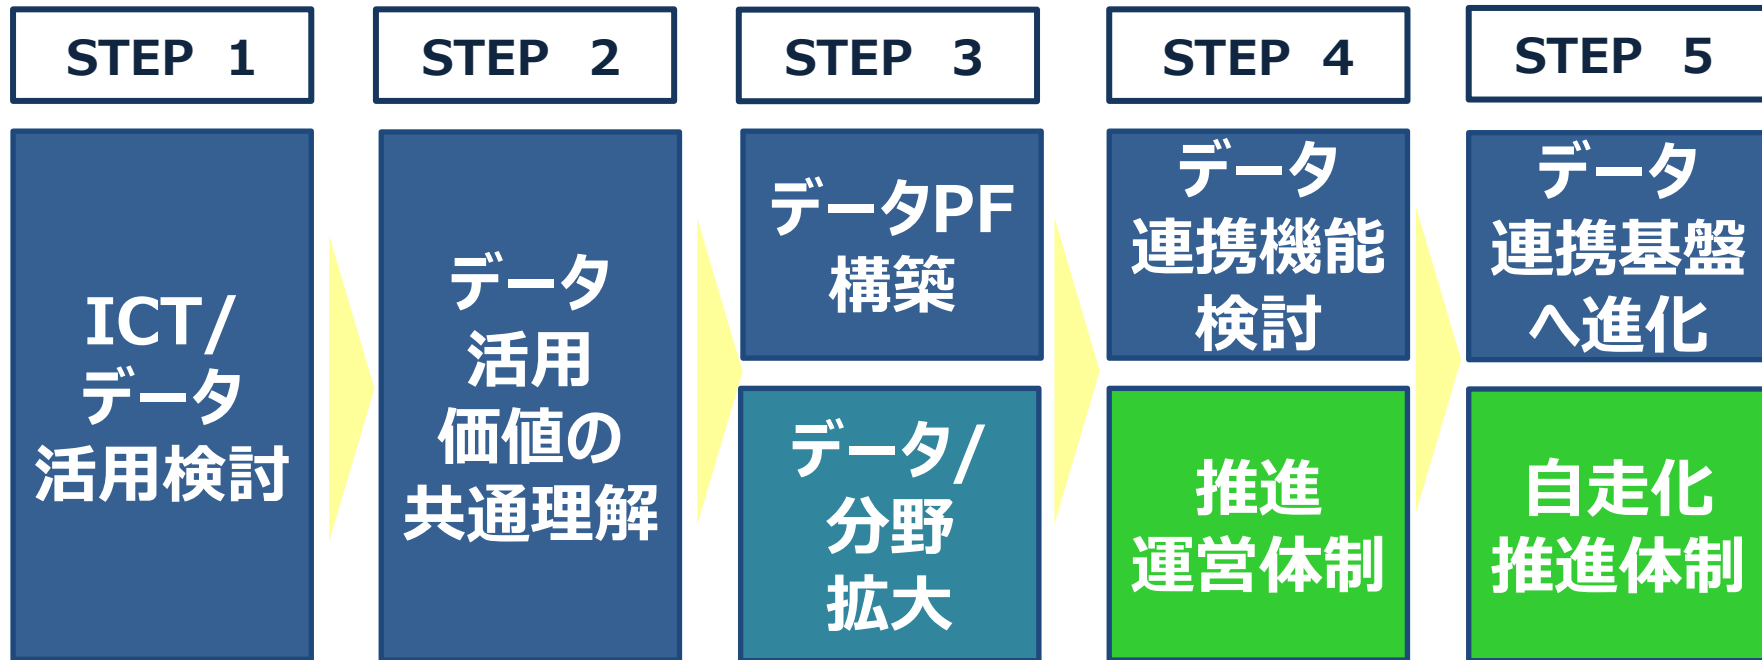 STEP 1
STEP 2
STEP 3
STEP 4
STEP 5
ICT/
データ
活用検討
データ
活用
価値の
共通理解
データPF
構築
データ/
分野
拡大
データ
連携機能
検討
推進
運営体制
データ
連携基盤
へ進化
自走化
推進体制